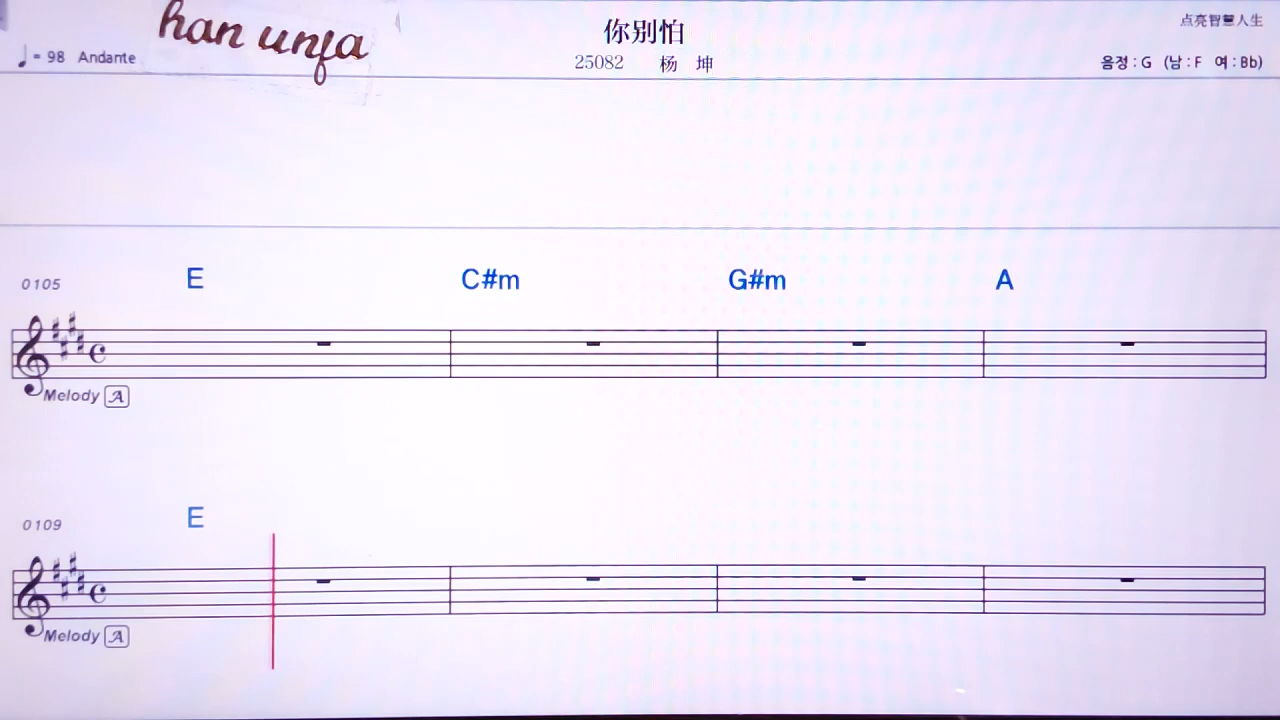 han unfa
你别怕
点亮智慧人生
♩= 98 Andante
25082 杨 坤
음정 : G (남 : F 여 : Bb)
0105 E C#m G#m A
Melody A
0109 E
Melody A